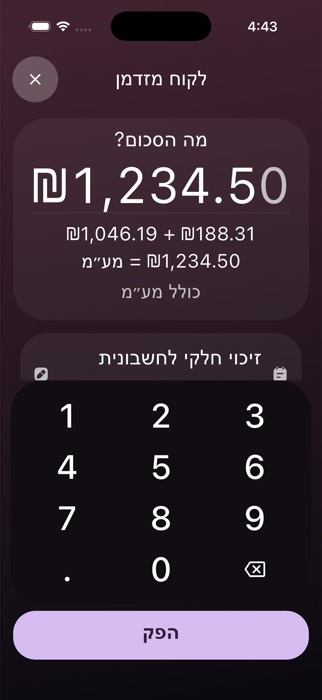 4:43
לקוח מזדמן
מה הסכום?
₪1,234.50
₪1,046.19 + ₪188.31
מע״מ = ₪1,234.50
כולל מע״מ
זיכוי חלקי לחשבונית
1 2 3
4 5 6
7 8 9
. 0
הפק